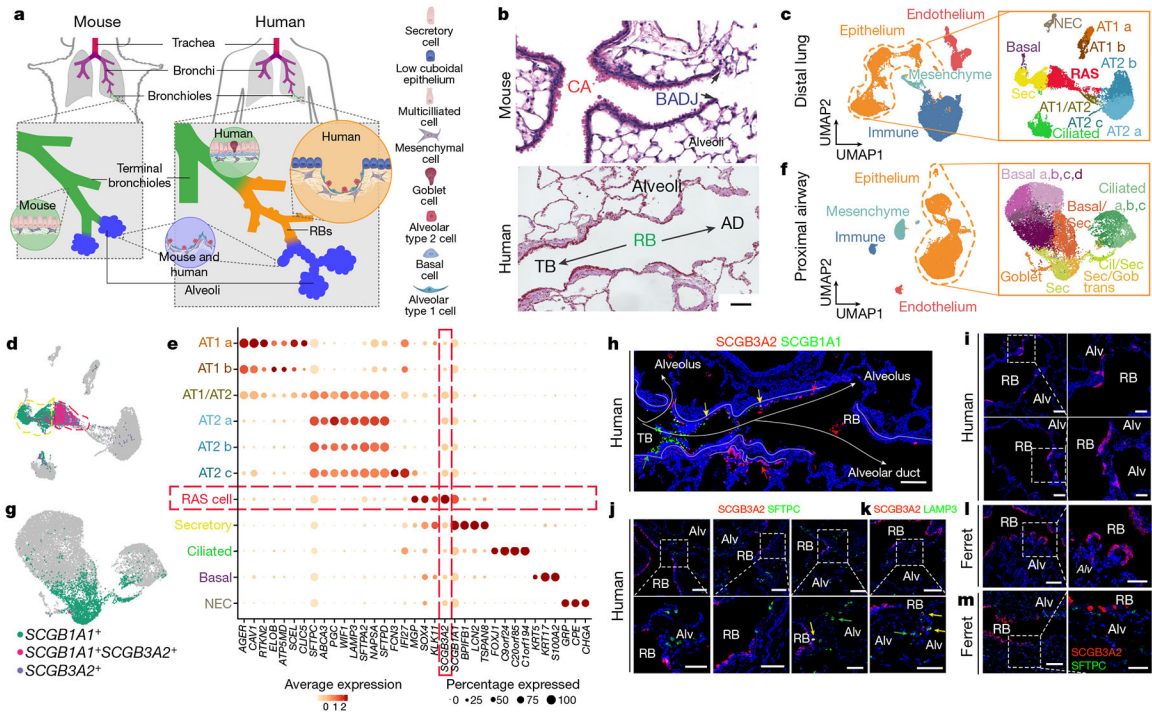 a
Mouse
Human
Trachea
Bronchi
Bronchioles
Human
Human
Terminal
bronchioles
Mouse
RBs
Mouse and
human
Alveoli
Secretory
cell
Low cuboidal
epithelium
Multicilliated
cell
Mesenchymal
cell
Goblet
cell
Alveolar
type 2 cell
Basal
cell
Alveolar
type 1 cell
b
Mouse
CA
BADJ
Alveoli
Human
Alveoli
AD
RB
TB
c
Distal lung
Epithelium
Endothelium
Mesenchyme
Immune
UMAP2
UMAP1
NEC
AT1 a
AT1 b
Basal
RAS
AT2 b
Sec
AT1/AT2
AT2 c
Ciliated
AT2 a
f
Proximal airway
Epithelium
Mesenchyme
Immune
Endothelium
UMAP2
UMAP1
Basal a,b,c,d
Ciliated
a,b,c
Basal/
Sec
Goblet
Cil/Sec
Sec/Gob
trans
Sec
d
g
SCGB1A1+
SCGB1A1+SCGB3A2+
SCGB3A2+
e
AT1 a
AT1 b
AT1/AT2
AT2 a
AT2 b
AT2 c
RAS cell
Secretory
Ciliated
Basal
NEC
AGER
CAV1
RTKN2
ELOB
ATP5MD
SCEL
CLIC5
SFTPC
ABCA3
PGC
WIF1
LAMP3
SFTPA2
NAPSA
SFTPD
FCN3
IFI27
MGP
SOX4
KLK11
SCGB3A2
SCGB1A1
BPIFB1
LCN2
TSPAN8
FOXJ1
C9orf24
C20orf85
C1orf194
KRT5
KRT17
S100A2
GRP
CPE
CHGA
Average expression
0 1 2
Percentage expressed
0 25 50 75 100
h
SCGB3A2 SCGB1A1
Human
Alveolus
Alveolus
TB
RB
Alveolar duct
i
Human
RB
Alv
Alv
RB
RB
Alv
RB
Alv
j
SCGB3A2 SFTPC
Human
RB
Alv
RB
Alv
RB
Alv
Alv
RB
Alv
RB
RB
Alv
k
SCGB3A2 LAMP3
RB
Alv
RB
Alv
l
Ferret
RB
Alv
RB
Alv
m
Ferret
RB
Alv
SCGB3A2
SFTPC
RB
Alv